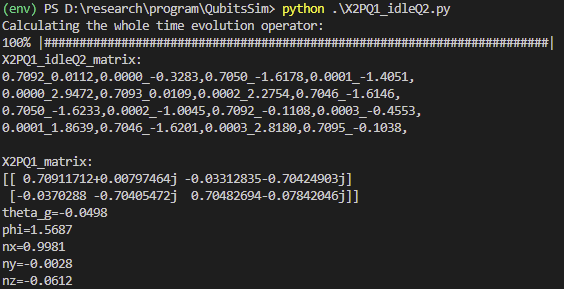 (env) PS D:\research\program\QubitsSim> python .\X2PQ1_idleQ2.py
Calculating the whole time evolution operator:
100% |########################################################################|
X2PQ1_idleQ2_matrix:
0.7092_0.0112,0.0000_-0.3283,0.7050_-1.6178,0.0001_-1.4051,
0.0000_2.9472,0.7093_0.0109,0.0002_2.2754,0.7046_-1.6146,
0.7050_-1.6233,0.0002_-1.0045,0.7092_-0.1108,0.0003_-0.4553,
0.0001_1.8639,0.7046_-1.6201,0.0003_2.8180,0.7095_-0.1038,
X2PQ1_matrix:
[[ 0.70911712+0.00797464j -0.03312835-0.70424903j]
 [-0.0370288 -0.70405472j  0.70482694-0.07842046j]]
theta_g=-0.0498
phi=1.5687
nx=0.9981
ny=-0.0028
nz=-0.0612